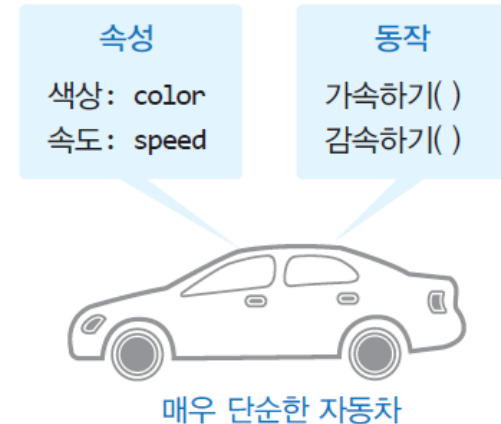 속성
색상: color
속도: speed
동작
가속하기( )
감속하기( )
매우 단순한 자동차